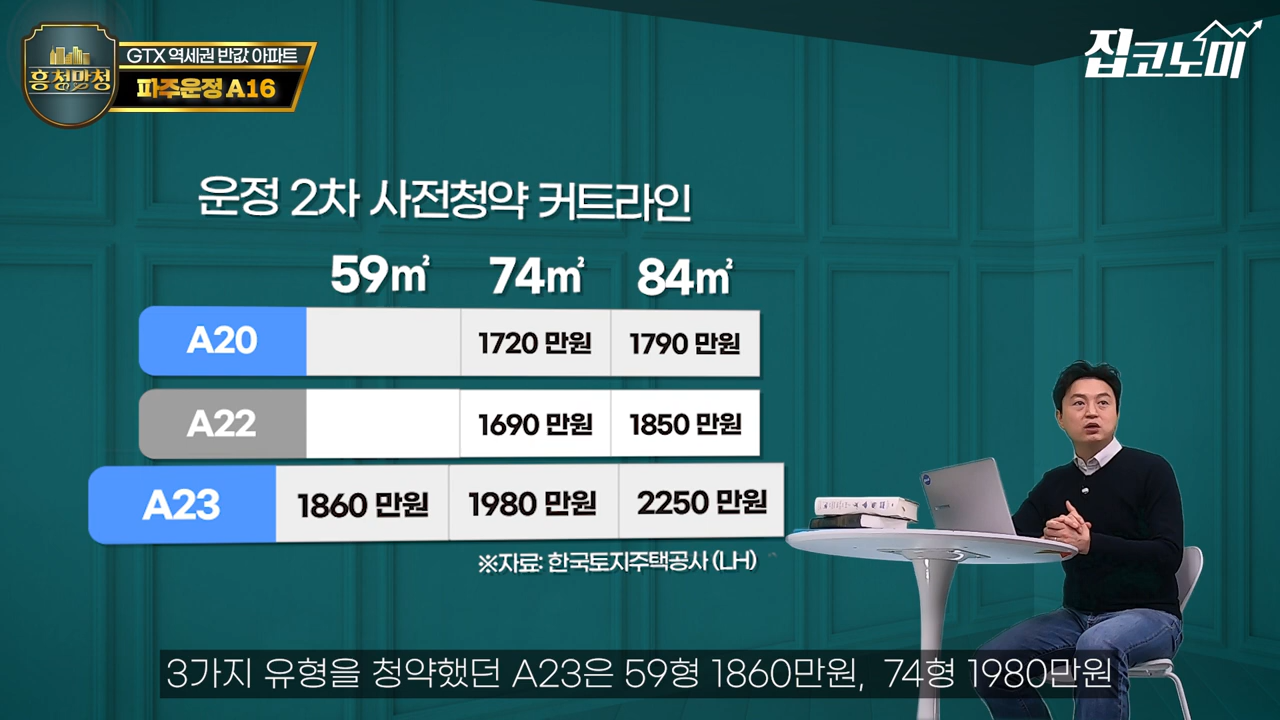 흥청망청
GTX 역세권 반값 아파트
파주운정 A16
집코노미
운정 2차 사전청약 커트라인
59㎡ 74㎡ 84㎡
A20 1720 만원 1790 만원
A22 1690 만원 1850 만원
A23 1860 만원 1980 만원 2250 만원
※자료: 한국토지주택공사 (LH)
3가지 유형을 청약했던 A23은 59형 1860만원, 74형 1980만원